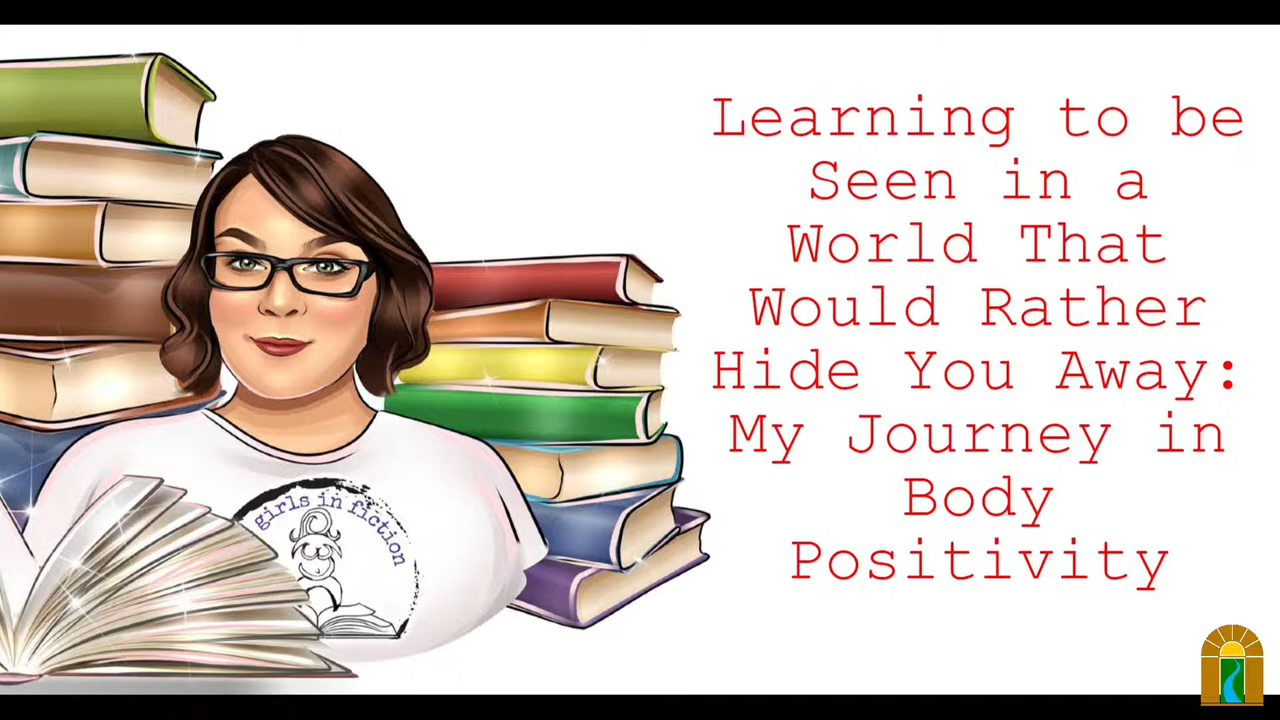 Learning to be
Seen in a
World That
Would Rather
Hide You Away:
My Journey in
Body
Positivity
girls in fiction